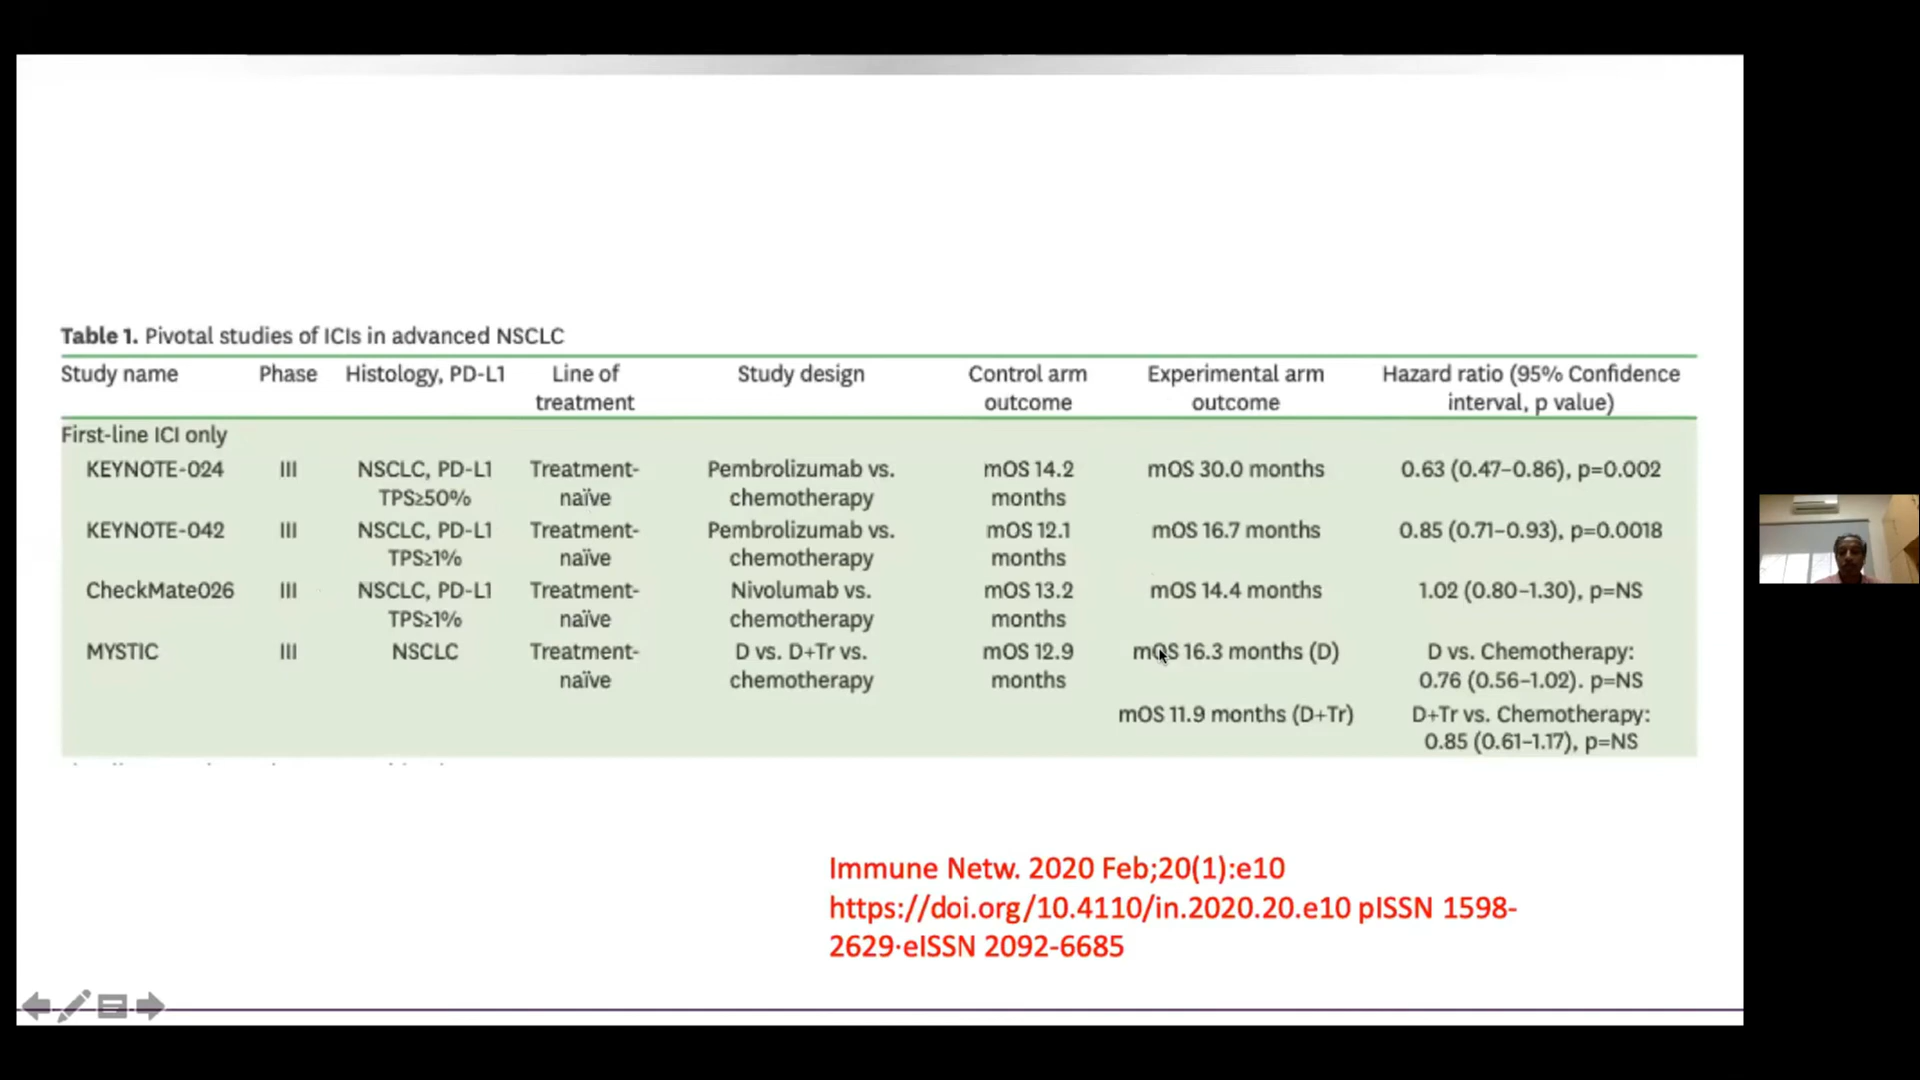 Table 1. Pivotal studies of ICIs in advanced NSCLC
Study name Phase Histology, PD-L1 Line of treatment Study design Control arm outcome Experimental arm outcome Hazard ratio (95% Confidence interval, p value)
First-line ICI only
KEYNOTE-024 III NSCLC, PD-L1 TPS≥50% Treatment-naïve Pembrolizumab vs. chemotherapy mOS 14.2 months mOS 30.0 months 0.63 (0.47–0.86), p=0.002
KEYNOTE-042 III NSCLC, PD-L1 TPS≥1% Treatment-naïve Pembrolizumab vs. chemotherapy mOS 12.1 months mOS 16.7 months 0.85 (0.71–0.93), p=0.0018
CheckMate026 III NSCLC, PD-L1 TPS≥1% Treatment-naïve Nivolumab vs. chemotherapy mOS 13.2 months mOS 14.4 months 1.02 (0.80–1.30), p=NS
MYSTIC III NSCLC Treatment-naïve D vs. D+Tr vs. chemotherapy mOS 12.9 months mOS 16.3 months (D) D vs. Chemotherapy: 0.76 (0.56–1.02). p=NS
mOS 11.9 months (D+Tr) D+Tr vs. Chemotherapy: 0.85 (0.61–1.17), p=NS
Immune Netw. 2020 Feb;20(1):e10
https://doi.org/10.4110/in.2020.20.e10 pISSN 1598-
2629·eISSN 2092-6685